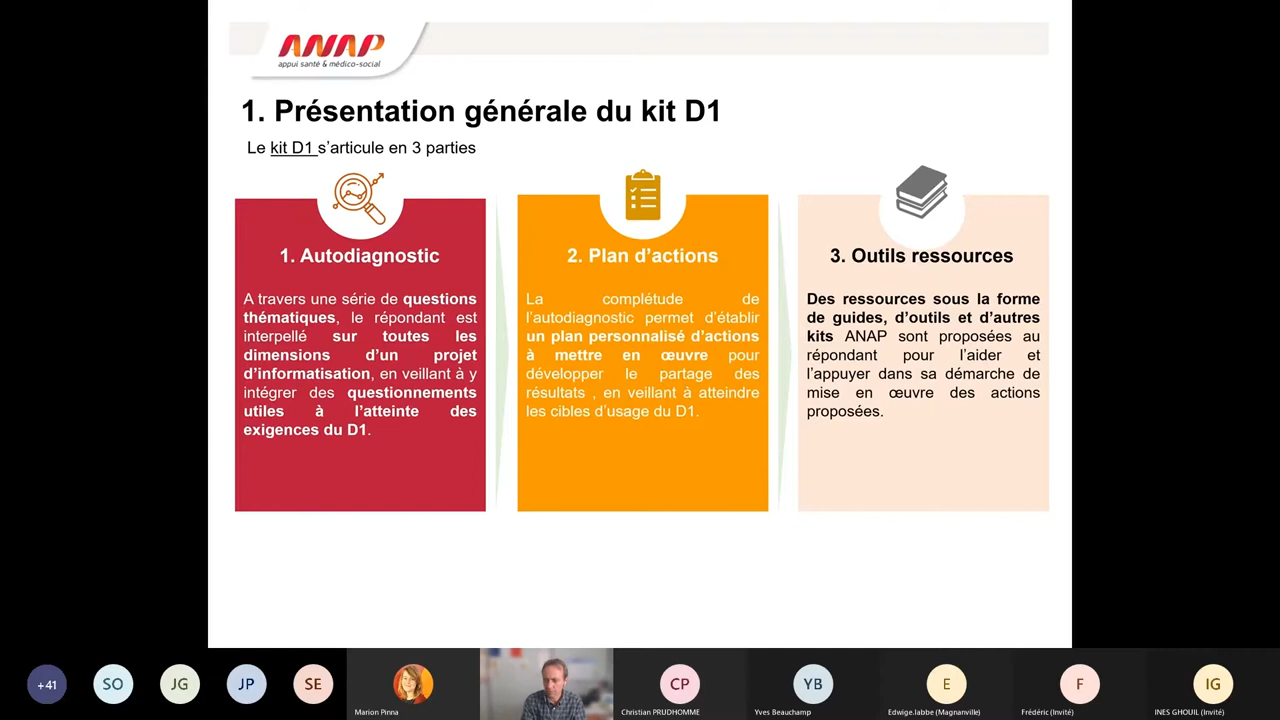 ANAP
appui santé & médico-social
1. Présentation générale du kit D1
Le kit D1 s’articule en 3 parties
1. Autodiagnostic
A travers une série de questions
thématiques, le répondant est
interpellé sur toutes les
dimensions d’un projet
d’informatisation, en veillant à y
intégrer des questionnements
utiles à l’atteinte des
exigences du D1.
2. Plan d’actions
La complétude de
l’autodiagnostic permet d’établir
un plan personnalisé d’actions
à mettre en œuvre pour
développer le partage des
résultats , en veillant à atteindre
les cibles d’usage du D1.
3. Outils ressources
Des ressources sous la forme
de guides, d’outils et d’autres
kits ANAP sont proposées au
répondant pour l’aider et
l’appuyer dans sa démarche de
mise en œuvre des actions
proposées.
+41
SO
JG
JP
SE
Marion Pinna
CP
Christian PRUDHOMME
YB
Yves Beauchamp
E
Edwige.labbe (Magnanville)
F
Frédéric (Invité)
IG
INES GHOUIL (Invité)